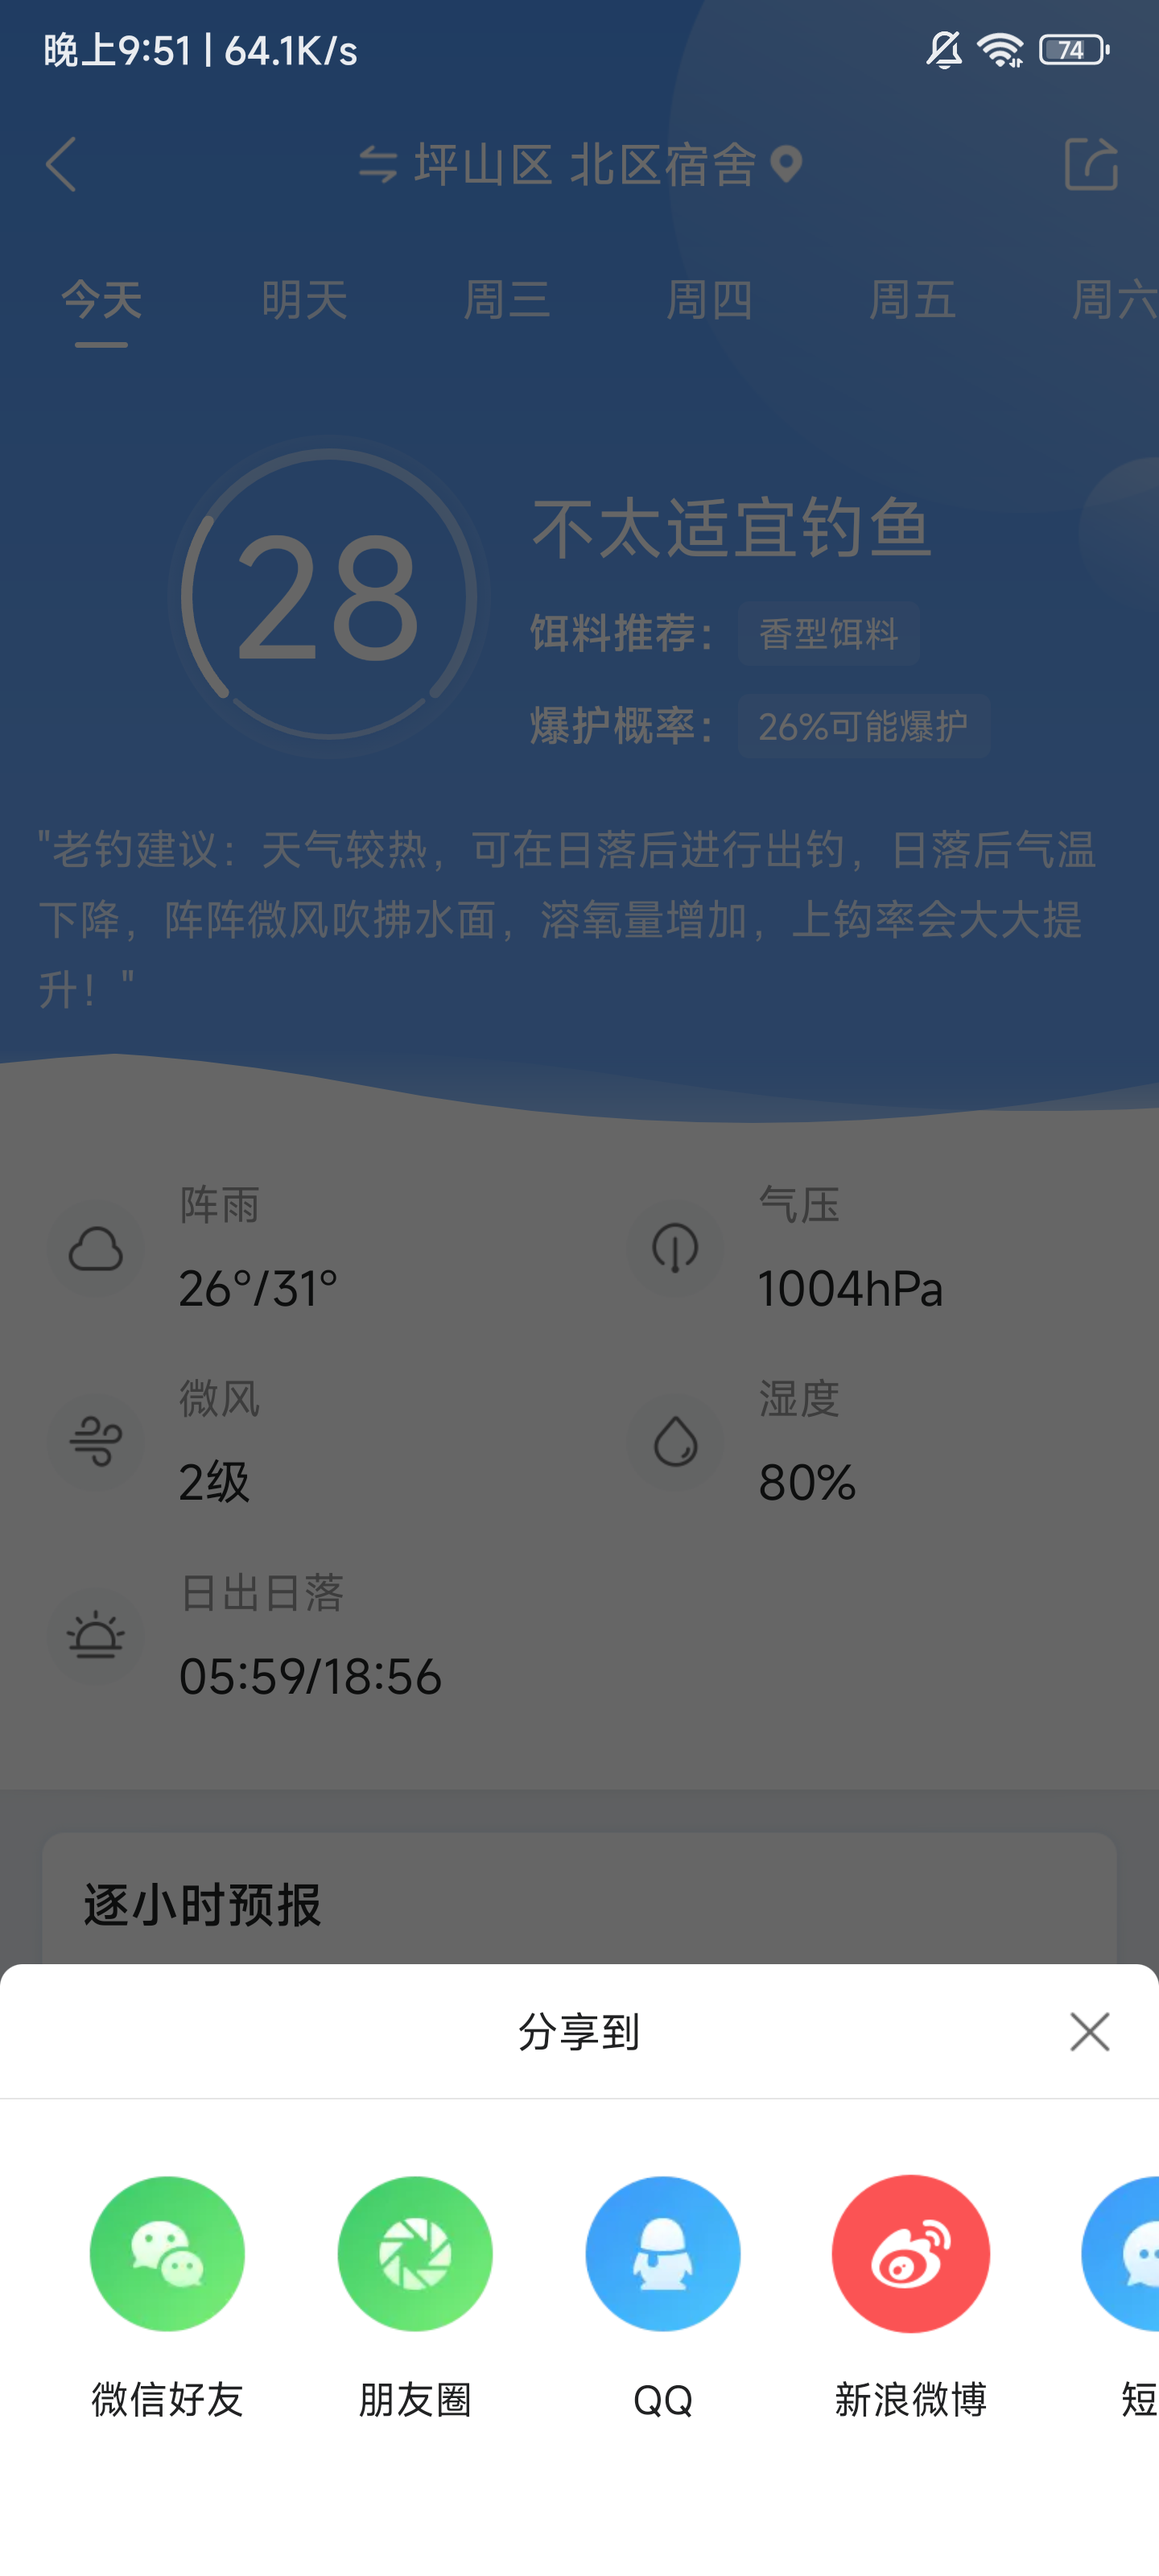 晚上9:51 | 64.1K/s
74
坪山区 北区宿舍
今天 明天 周三 周四 周五 周六
28
不太适宜钓鱼
饵料推荐： 香型饵料
爆护概率： 26%可能爆护
"老钓建议：天气较热，可在日落后进行出钓，日落后气温
下降，阵阵微风吹拂水面，溶氧量增加，上钩率会大大提
升！"
阵雨
26°/31°
气压
1004hPa
微风
2级
湿度
80%
日出日落
05:59/18:56
逐小时预报
分享到
微信好友 朋友圈 QQ 新浪微博 短